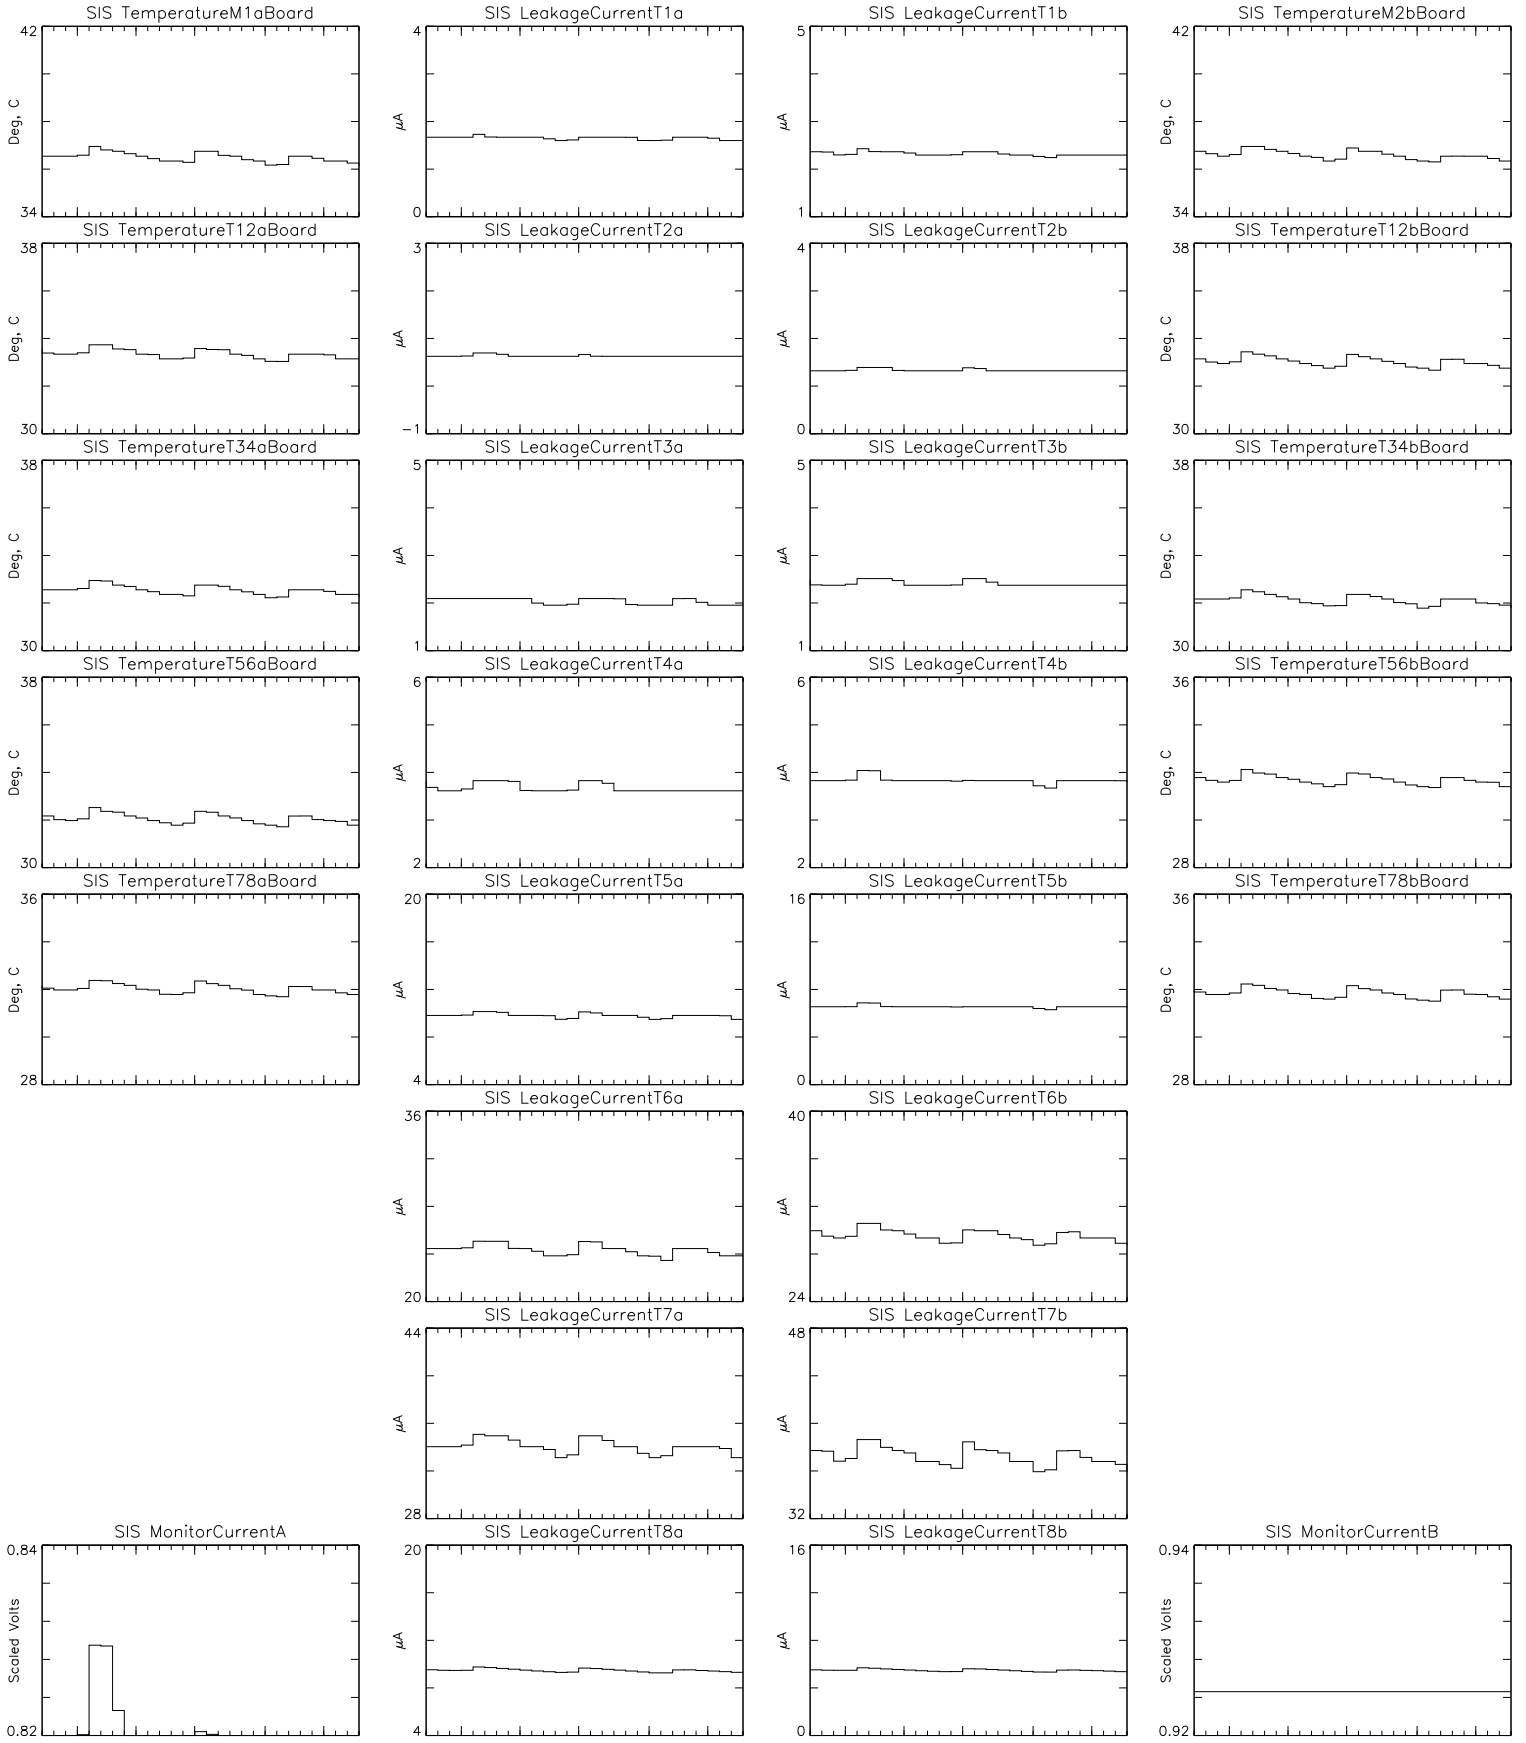 SIS TemperatureM1aBoard
42
Deg, C
34
SIS LeakageCurrentT1a
4
μA
0
SIS LeakageCurrentT1b
5
μA
1
SIS TemperatureM2bBoard
42
Deg, C
34
SIS TemperatureT12aBoard
38
Deg, C
30
SIS LeakageCurrentT2a
3
μA
-1
SIS LeakageCurrentT2b
4
μA
0
SIS TemperatureT12bBoard
38
Deg, C
30
SIS TemperatureT34aBoard
38
Deg, C
30
SIS LeakageCurrentT3a
5
μA
1
SIS LeakageCurrentT3b
5
μA
1
SIS TemperatureT34bBoard
38
Deg, C
30
SIS TemperatureT56aBoard
38
Deg, C
30
SIS LeakageCurrentT4a
6
μA
2
SIS LeakageCurrentT4b
6
μA
2
SIS TemperatureT56bBoard
36
Deg, C
28
SIS TemperatureT78aBoard
36
Deg, C
28
SIS LeakageCurrentT5a
20
μA
4
SIS LeakageCurrentT5b
16
μA
0
SIS TemperatureT78bBoard
36
Deg, C
28
SIS LeakageCurrentT6a
36
μA
20
SIS LeakageCurrentT6b
40
μA
24
SIS LeakageCurrentT7a
44
μA
28
SIS LeakageCurrentT7b
48
μA
32
SIS MonitorCurrentA
0.84
Scaled Volts
0.82
SIS LeakageCurrentT8a
20
μA
4
SIS LeakageCurrentT8b
16
μA
0
SIS MonitorCurrentB
0.94
Scaled Volts
0.92